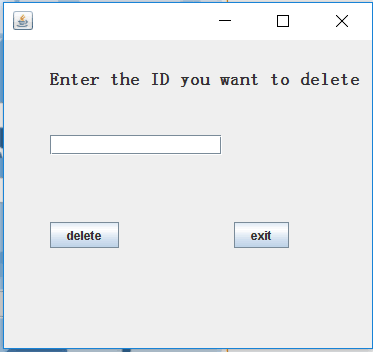 Enter the ID you want to delete
delete
exit